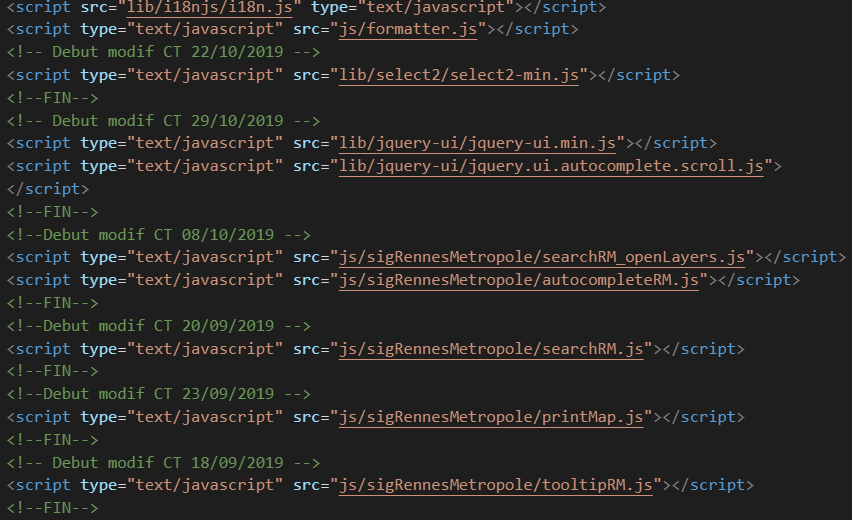 <script src="lib/i18njs/i18n.js" type="text/javascript"></script>
<script type="text/javascript" src="js/formatter.js"></script>
<!-- Debut modif CT 22/10/2019 -->
<script type="text/javascript" src="lib/select2/select2-min.js"></script>
<!--FIN-->
<!-- Debut modif CT 29/10/2019 -->
<script type="text/javascript" src="lib/jquery-ui/jquery-ui.min.js"></script>
<script type="text/javascript" src="lib/jquery-ui/jquery.ui.autocomplete.scroll.js">
</script>
<!--FIN-->
<!--Debut modif CT 08/10/2019 -->
<script type="text/javascript" src="js/sigRennesMetropole/searchRM_openLayers.js"></script>
<script type="text/javascript" src="js/sigRennesMetropole/autocompleteRM.js"></script>
<!--FIN-->
<!--Debut modif CT 20/09/2019 -->
<script type="text/javascript" src="js/sigRennesMetropole/searchRM.js"></script>
<!--FIN-->
<!--Debut modif CT 23/09/2019 -->
<script type="text/javascript" src="js/sigRennesMetropole/printMap.js"></script>
<!--FIN-->
<!-- Debut modif CT 18/09/2019 -->
<script type="text/javascript" src="js/sigRennesMetropole/tooltipRM.js"></script>
<!--FIN-->